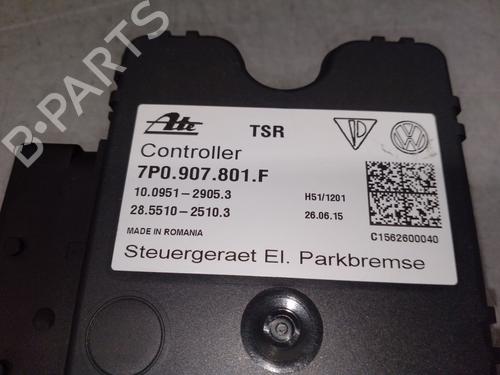 B-PARTS
Ate
TSR
Controller
7P0.907.801.F
10.0951-2905.3
H51/1201
28.5510-2510.3
26.06.15
MADE IN ROMANIA
C1562600040
Steuergeraet El. Parkbremse